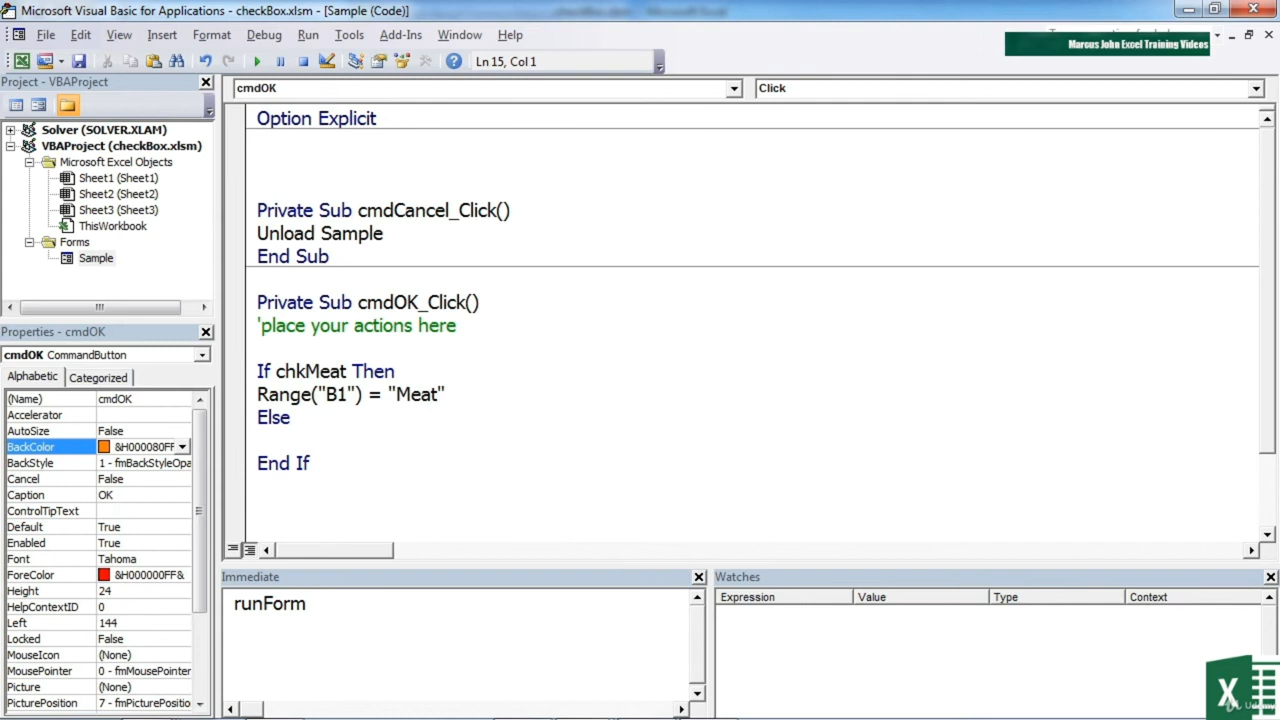 Microsoft Visual Basic for Applications - checkBox.xlsm - [Sample (Code)]
File Edit View Insert Format Debug Run Tools Add-Ins Window Help
Marcus John Excel Training Videos
Ln 15, Col 1
Project - VBAProject
cmdOK Click
Solver (SOLVER.XLAM)
VBAProject (checkBox.xlsm)
Microsoft Excel Objects
Sheet1 (Sheet1)
Sheet2 (Sheet2)
Sheet3 (Sheet3)
ThisWorkbook
Forms
Sample
Option Explicit
Private Sub cmdCancel_Click()
Unload Sample
End Sub
Private Sub cmdOK_Click()
'place your actions here
If chkMeat Then
Range("B1") = "Meat"
Else
End If
Properties - cmdOK
cmdOK CommandButton
Alphabetic Categorized
(Name) cmdOK
Accelerator
AutoSize False
BackColor &H000080FF
BackStyle 1 - fmBackStyleOpa
Cancel False
Caption OK
ControlTipText
Default True
Enabled True
Font Tahoma
ForeColor &H000000FF&
Height 24
HelpContextID 0
Left 144
Locked False
MouseIcon (None)
MousePointer 0 - fmMousePointer
Picture (None)
PicturePosition 7 - fmPicturePositio
Immediate
runForm
Watches
Expression Value Type Context
Udemy